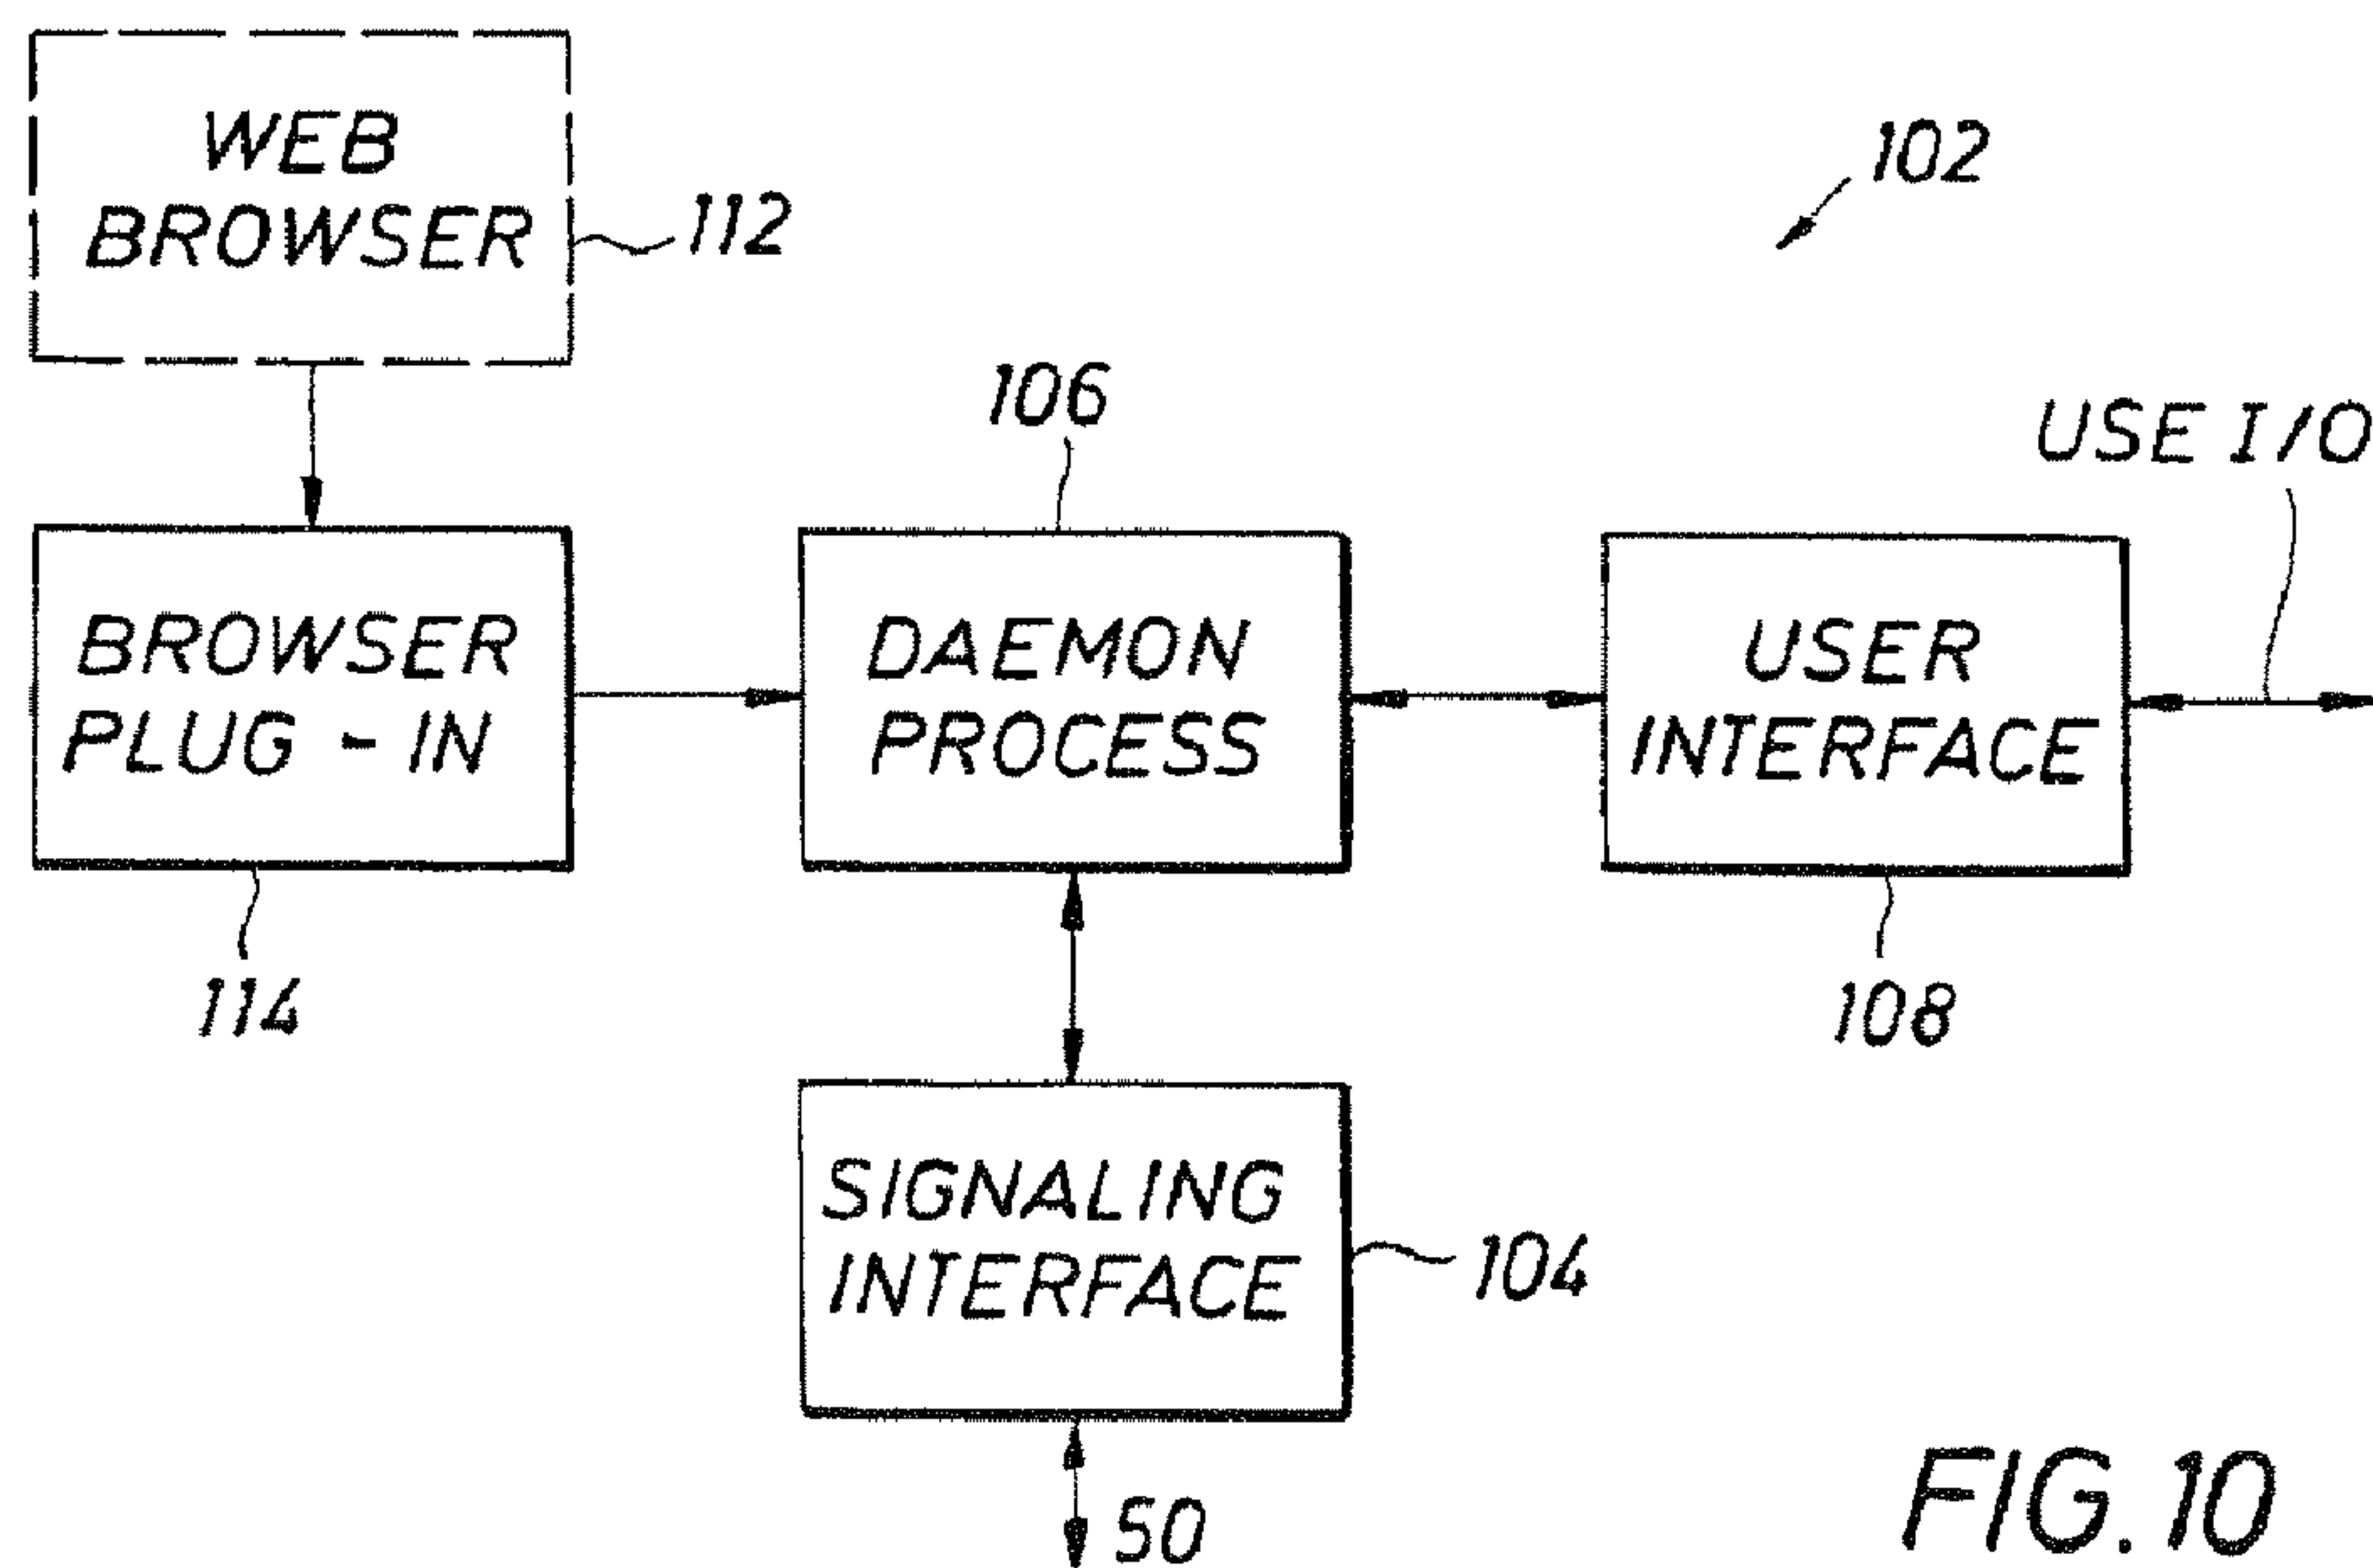 WEB
BROWSER
112
102
106
USE I/O
BROWSER
PLUG-IN
DAEMON
PROCESS
USER
INTERFACE
114
108
SIGNALING
INTERFACE
104
50
FIG. 10